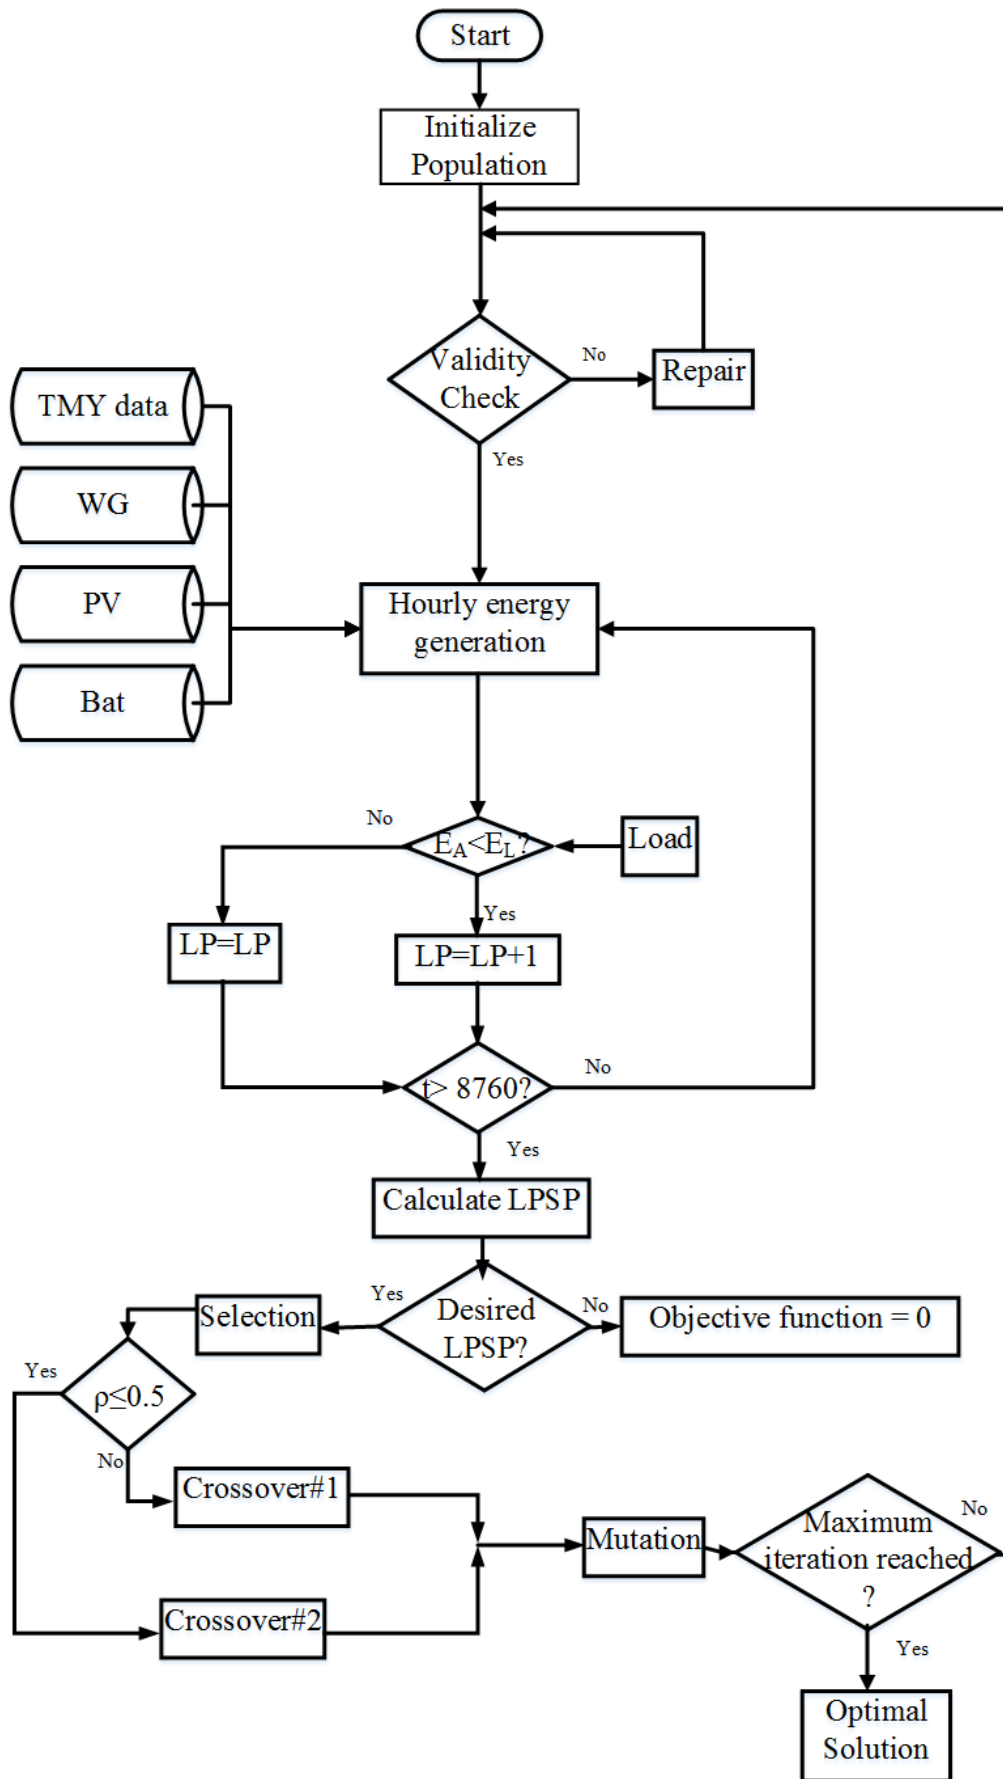 Start
Initialize
Population
Validity
Check
No
Repair
Yes
TMY data
WG
PV
Bat
Hourly energy
generation
No
E_A<E_L?
Load
Yes
LP=LP
LP=LP+1
t> 8760?
No
Yes
Calculate LPSP
Yes
Desired
LPSP?
No
Objective function = 0
Selection
Yes
ρ≤0.5
No
Crossover#1
Crossover#2
Mutation
Maximum
iteration reached
?
No
Yes
Optimal
Solution